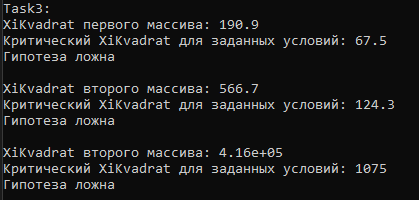 Task3:
XiKvadrat первого массива: 190.9
Критический XiKvadrat для заданных условий: 67.5
Гипотеза ложна
XiKvadrat второго массива: 566.7
Критический XiKvadrat для заданных условий: 124.3
Гипотеза ложна
XiKvadrat второго массива: 4.16e+05
Критический XiKvadrat для заданных условий: 1075
Гипотеза ложна